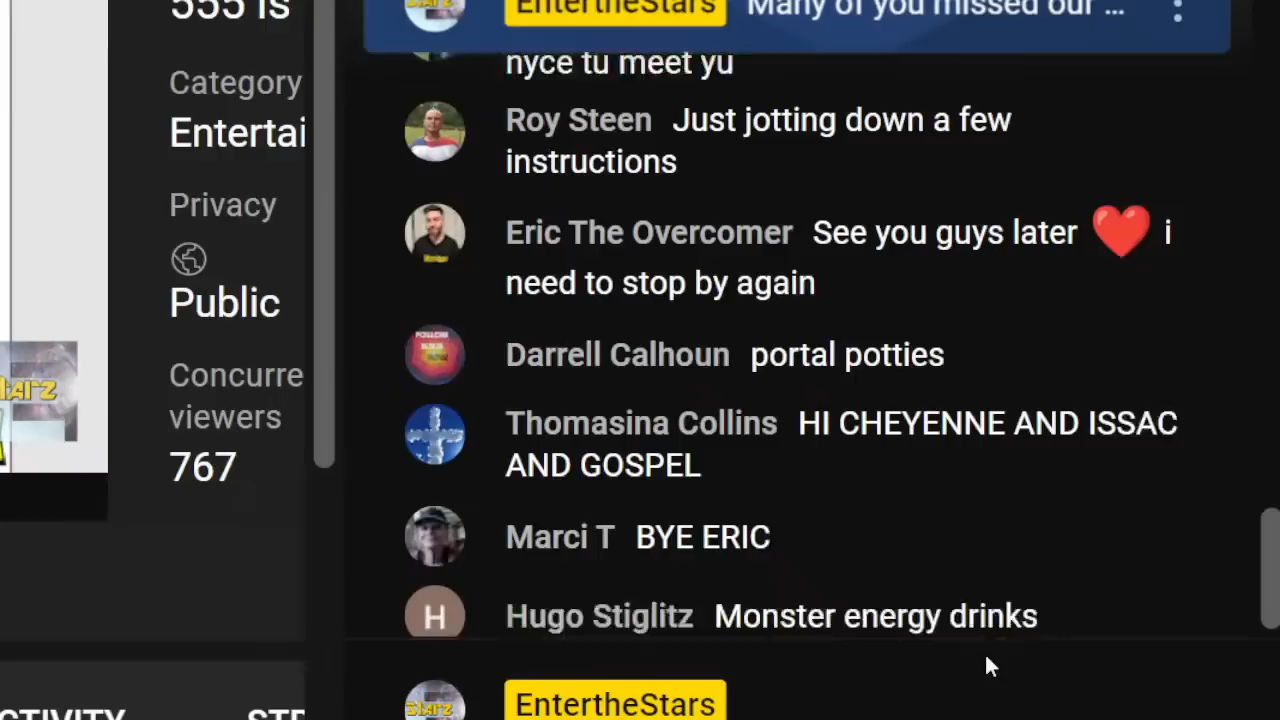 555 is
Category
Entertai
Privacy
Public
Concurre
viewers
767
Starz
CTIVITY
EntertheStars Many of you missed our ...
nyce tu meet yu
Roy Steen Just jotting down a few
instructions
Eric The Overcomer See you guys later ❤️ i
need to stop by again
Darrell Calhoun portal potties
Thomasina Collins HI CHEYENNE AND ISSAC
AND GOSPEL
Marci T BYE ERIC
H Hugo Stiglitz Monster energy drinks
Starz EntertheStars